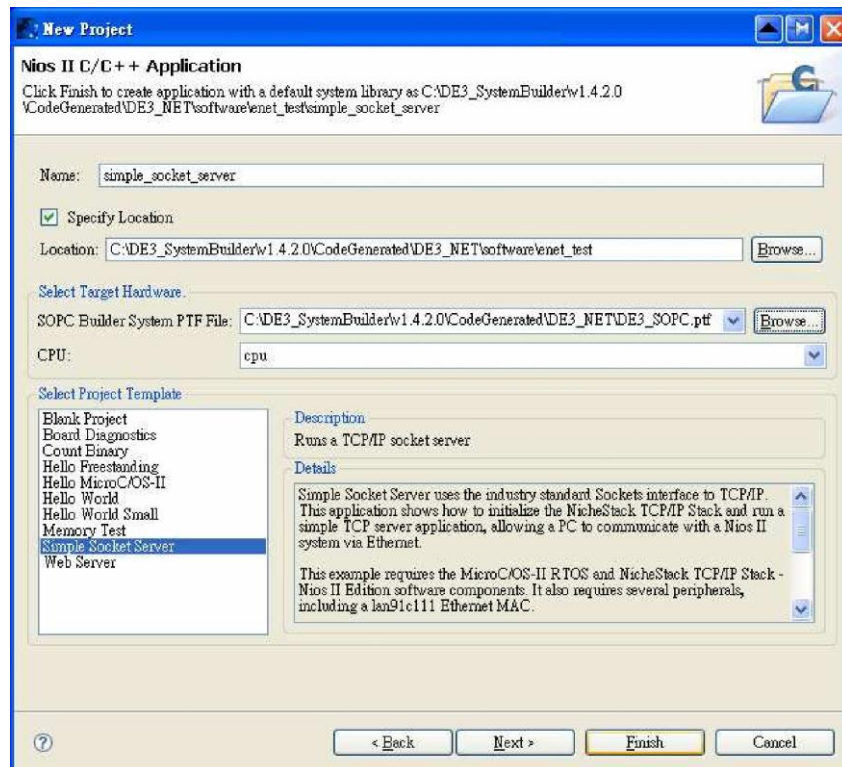 New Project
Nios II C/C++ Application
Click Finish to create application with a default system library as C:\DE3_SystemBuilder\v1.4.2.0
\CodeGenerated\DE3_NET\software\enet_test\simple_socket_server
Name: simple_socket_server
Specify Location
Location: C:\DE3_SystemBuilder\v1.4.2.0\CodeGenerated\DE3_NET\software\enet_test Browse...
Select Target Hardware.
SOPC Builder System PTF File: C:\DE3_SystemBuilder\v1.4.2.0\CodeGenerated\DE3_NET\DE3_SOPC.ptf Browse...
CPU: cpu
Select Project Template
Blank Project
Board Diagnostics
Count Binary
Hello Freestanding
Hello MicroC/OS-II
Hello World
Hello World Small
Memory Test
Simple Socket Server
Web Server
Description
Runs a TCP/IP socket server
Details
Simple Socket Server uses the industry standard Sockets interface to TCP/IP.
This application shows how to initialize the NicheStack TCP/IP Stack and run a
simple TCP server application, allowing a PC to communicate with a Nios II
system via Ethernet.
This example requires the MicroC/OS-II RTOS and NicheStack TCP/IP Stack -
Nios II Edition software components. It also requires several peripherals,
including a lan91c111 Ethernet MAC.
< Back Next > Finish Cancel